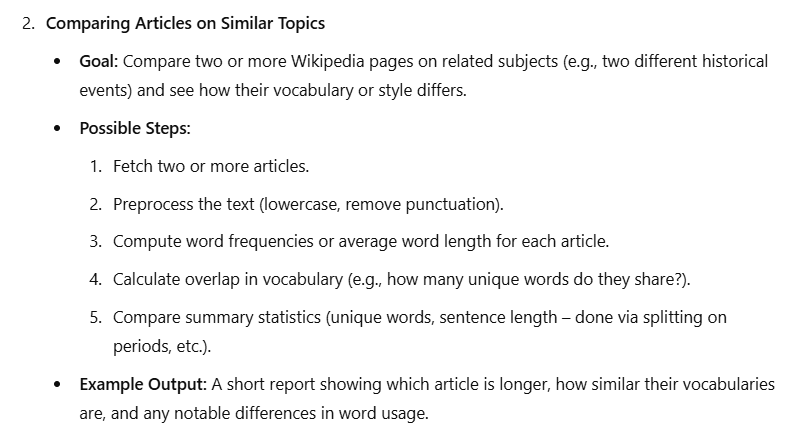 2. Comparing Articles on Similar Topics
• Goal: Compare two or more Wikipedia pages on related subjects (e.g., two different historical
events) and see how their vocabulary or style differs.
• Possible Steps:
1. Fetch two or more articles.
2. Preprocess the text (lowercase, remove punctuation).
3. Compute word frequencies or average word length for each article.
4. Calculate overlap in vocabulary (e.g., how many unique words do they share?).
5. Compare summary statistics (unique words, sentence length – done via splitting on
periods, etc.).
• Example Output: A short report showing which article is longer, how similar their vocabularies
are, and any notable differences in word usage.